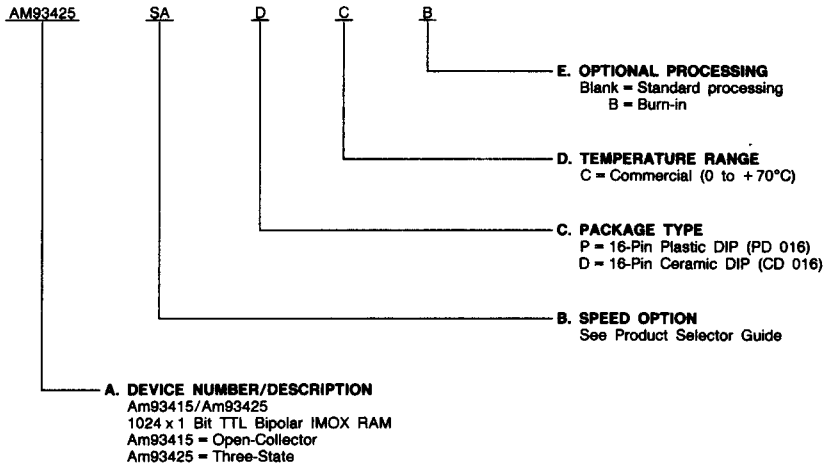 AM93425 SA D C B
E. OPTIONAL PROCESSING
Blank = Standard processing
B = Burn-in
D. TEMPERATURE RANGE
C = Commercial (0 to +70°C)
C. PACKAGE TYPE
P = 16-Pin Plastic DIP (PD 016)
D = 16-Pin Ceramic DIP (CD 016)
B. SPEED OPTION
See Product Selector Guide
A. DEVICE NUMBER/DESCRIPTION
Am93415/Am93425
1024 x 1 Bit TTL Bipolar IMOX RAM
Am93415 = Open-Collector
Am93425 = Three-State